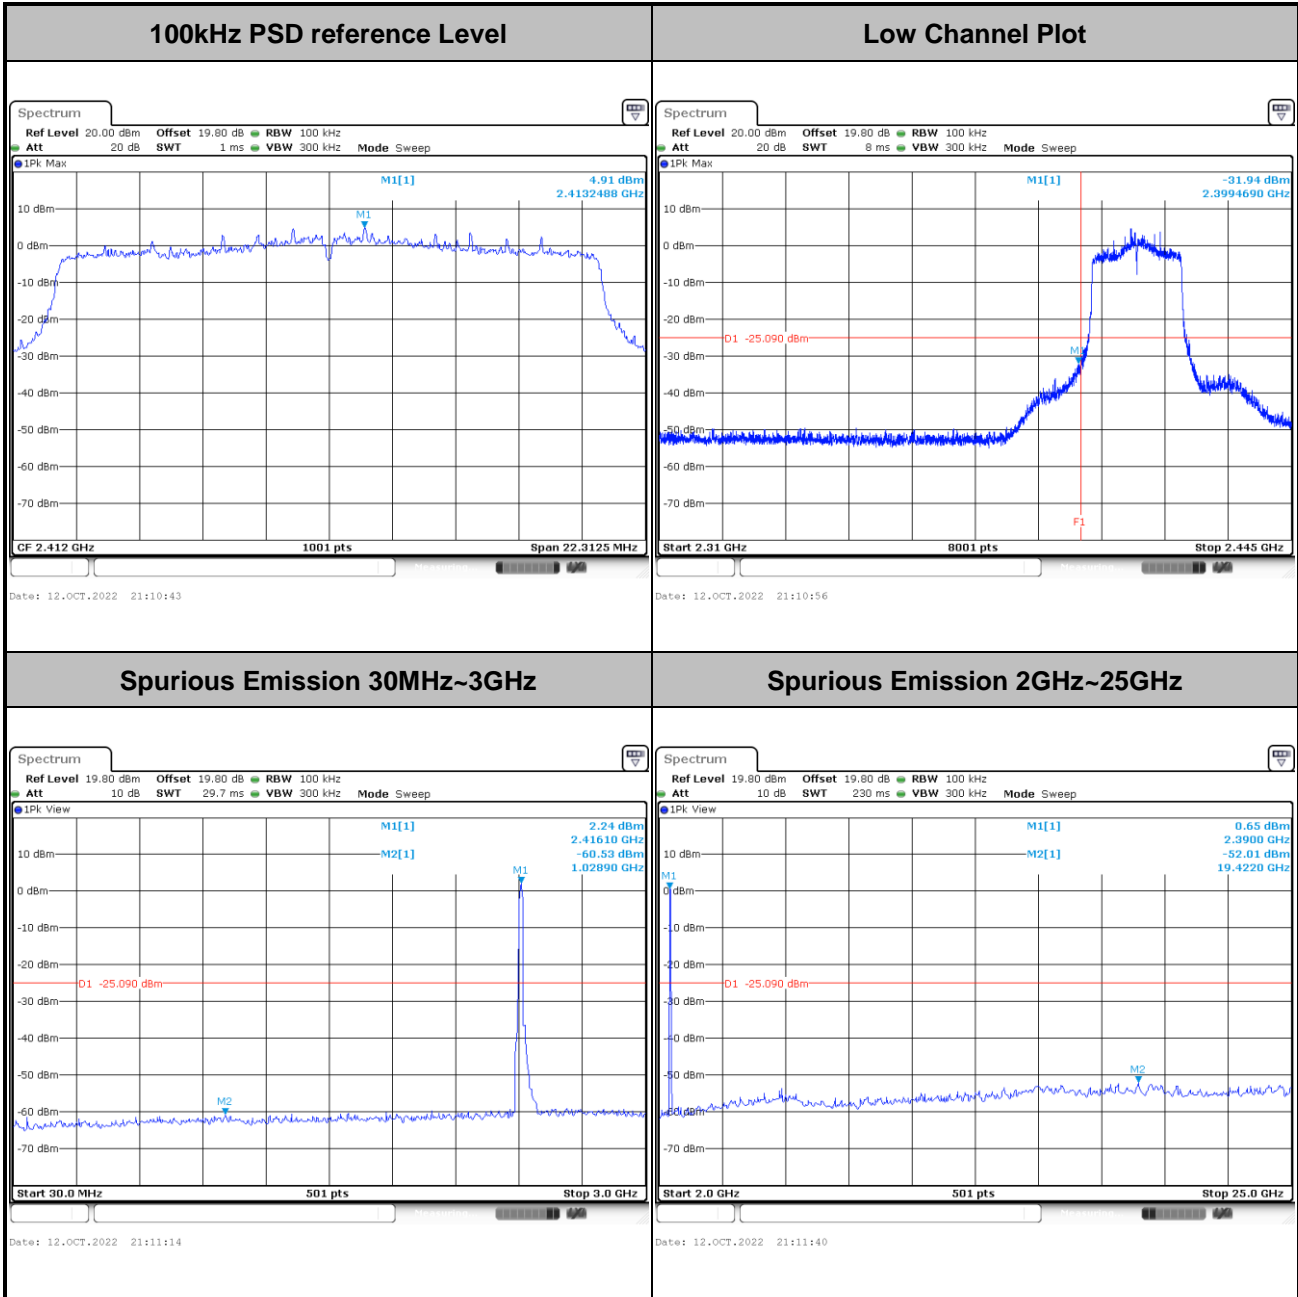 100kHz PSD reference Level
Spectrum
Ref Level 20.00 dBm Offset 19.80 dB RBW 100 kHz
Att 20 dB SWT 1 ms VBW 300 kHz Mode Sweep
1Pk Max
M1[1] 4.91 dBm
2.4132488 GHz
M1
10 dBm
0 dBm
-10 dBm
-20 dBm
-30 dBm
-40 dBm
-50 dBm
-60 dBm
-70 dBm
CF 2.412 GHz 1001 pts Span 22.3125 MHz
Measuring...
Date: 12.OCT.2022 21:10:43
Low Channel Plot
Spectrum
Ref Level 20.00 dBm Offset 19.80 dB RBW 100 kHz
Att 20 dB SWT 8 ms VBW 300 kHz Mode Sweep
1Pk Max
M1[1] -31.94 dBm
2.3994690 GHz
10 dBm
0 dBm
-10 dBm
-20 dBm
D1 -25.090 dBm
-30 dBm
-40 dBm
-50 dBm
-60 dBm
-70 dBm
F1
Start 2.31 GHz 8001 pts Stop 2.445 GHz
Measuring...
Date: 12.OCT.2022 21:10:56
Spurious Emission 30MHz~3GHz
Spectrum
Ref Level 19.80 dBm Offset 19.80 dB RBW 100 kHz
Att 10 dB SWT 29.7 ms VBW 300 kHz Mode Sweep
1Pk View
M1[1] 2.24 dBm
2.41610 GHz
10 dBm M2[1] -60.53 dBm
1.02890 GHz
M1
0 dBm
-10 dBm
-20 dBm
D1 -25.090 dBm
-30 dBm
-40 dBm
-50 dBm
M2
-60 dBm
-70 dBm
Start 30.0 MHz 501 pts Stop 3.0 GHz
Measuring...
Date: 12.OCT.2022 21:11:14
Spurious Emission 2GHz~25GHz
Spectrum
Ref Level 19.80 dBm Offset 19.80 dB RBW 100 kHz
Att 10 dB SWT 230 ms VBW 300 kHz Mode Sweep
1Pk View
M1[1] 0.65 dBm
2.3900 GHz
10 dBm M2[1] -52.01 dBm
19.4220 GHz
M1
0 dBm
-10 dBm
-20 dBm
D1 -25.090 dBm
-30 dBm
-40 dBm
-50 dBm
M2
-60 dBm
-70 dBm
Start 2.0 GHz 501 pts Stop 25.0 GHz
Measuring...
Date: 12.OCT.2022 21:11:40